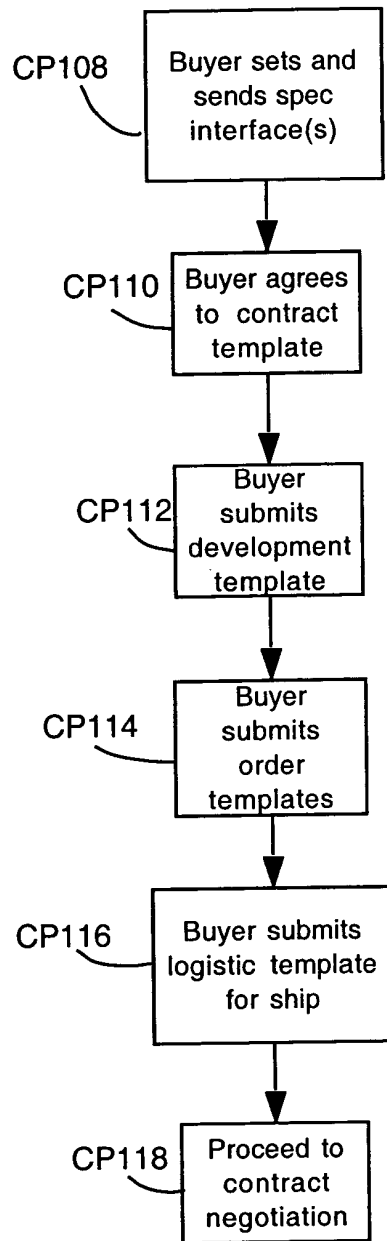 CP108
Buyer sets and
sends spec
interface(s)
CP110
Buyer agrees
to contract
template
CP112
Buyer
submits
development
template
CP114
Buyer
submits
order
templates
CP116
Buyer submits
logistic template
for ship
CP118
Proceed to
contract
negotiation